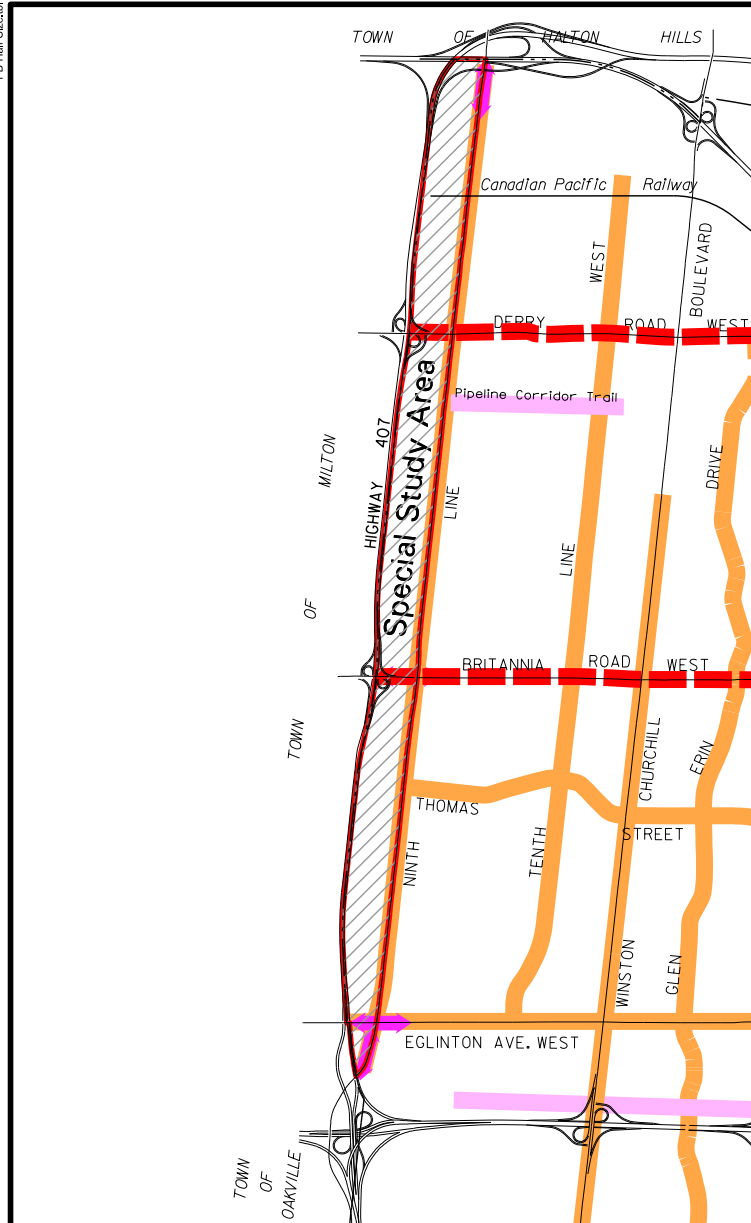 TOWN OF HALTON HILLS
Canadian Pacific Railway
WEST
BOULEVARD
DERRY ROAD WEST
Pipeline Corridor Trail
HIGHWAY 407
Special Study Area
MILTON
OF
TOWN
LINE
LINE
DRIVE
BRITANNIA ROAD WEST
CHURCHILL
ERIN
THOMAS
STREET
NINTH
TENTH
WINSTON
GLEN
EGLINTON AVE. WEST
TOWN
OF
OAKVILLE